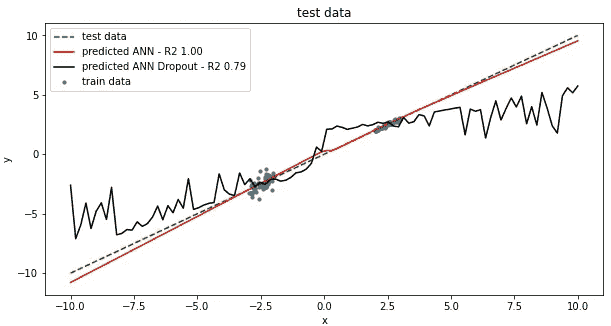 test data
test data
predicted ANN - R2 1.00
predicted ANN Dropout - R2 0.79
train data
10
5
0
−5
−10
y
−10.0 −7.5 −5.0 −2.5 0.0 2.5 5.0 7.5 10.0
x